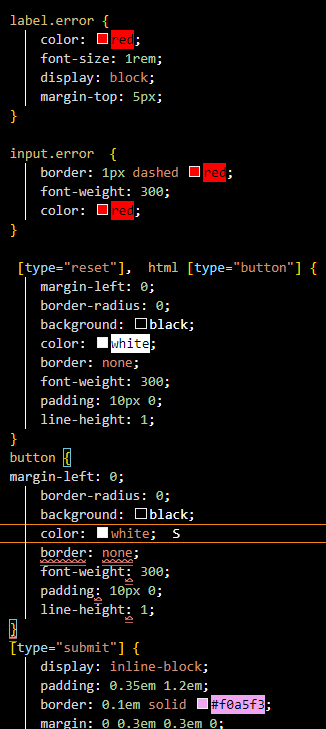 label.error {
color: red;
font-size: 1rem;
display: block;
margin-top: 5px;
}
input.error  {
border: 1px dashed red;
font-weight: 300;
color: red;
}
[type="reset"],  html [type="button"] {
margin-left: 0;
border-radius: 0;
background: black;
color: white;
border: none;
font-weight: 300;
padding: 10px 0;
line-height: 1;
}
button {
margin-left: 0;
border-radius: 0;
background: black;
color: white;  S
border: none;
font-weight: 300;
padding: 10px 0;
line-height: 1;
}
[type="submit"] {
display: inline-block;
padding: 0.35em 1.2em;
border: 0.1em solid #f0a5f3;
margin: 0 0.3em 0.3em 0;